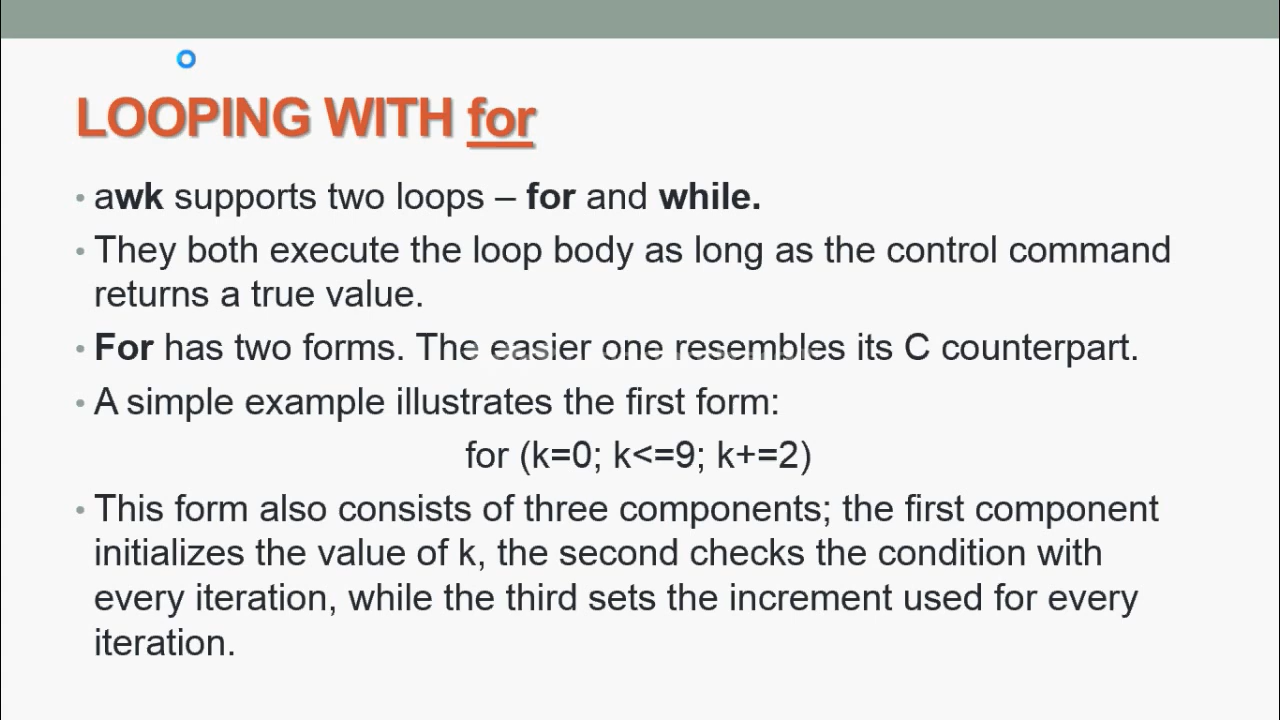 LOOPING WITH for
• awk supports two loops – for and while.
• They both execute the loop body as long as the control command
returns a true value.
• For has two forms. The easier one resembles its C counterpart.
• A simple example illustrates the first form:
for (k=0; k<=9; k+=2)
• This form also consists of three components; the first component
initializes the value of k, the second checks the condition with
every iteration, while the third sets the increment used for every
iteration.